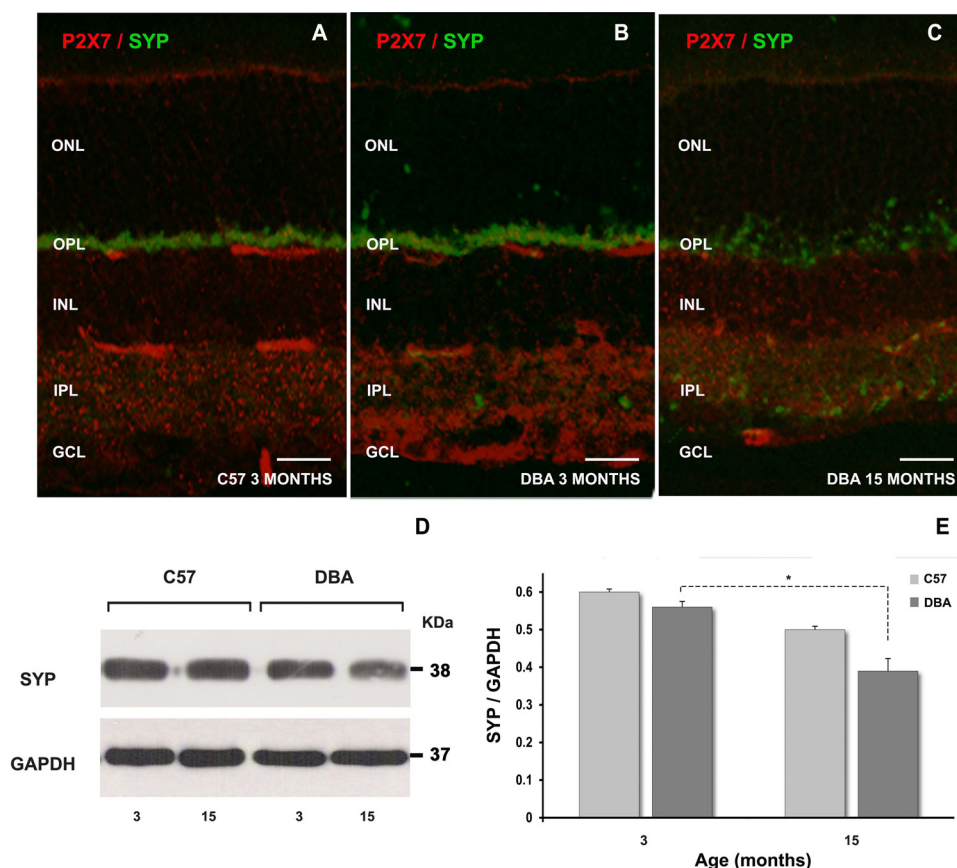 P2X7 / SYP
A
ONL
OPL
INL
IPL
GCL
C57 3 MONTHS
P2X7 / SYP
B
ONL
OPL
INL
IPL
GCL
DBA 3 MONTHS
P2X7 / SYP
C
ONL
OPL
INL
IPL
GCL
DBA 15 MONTHS
D
C57 DBA
KDa
SYP 38
GAPDH 37
3 15 3 15
E
C57
DBA
*
SYP / GAPDH
0.6
0.5
0.4
0.3
0.2
0.1
0
3 15
Age (months)